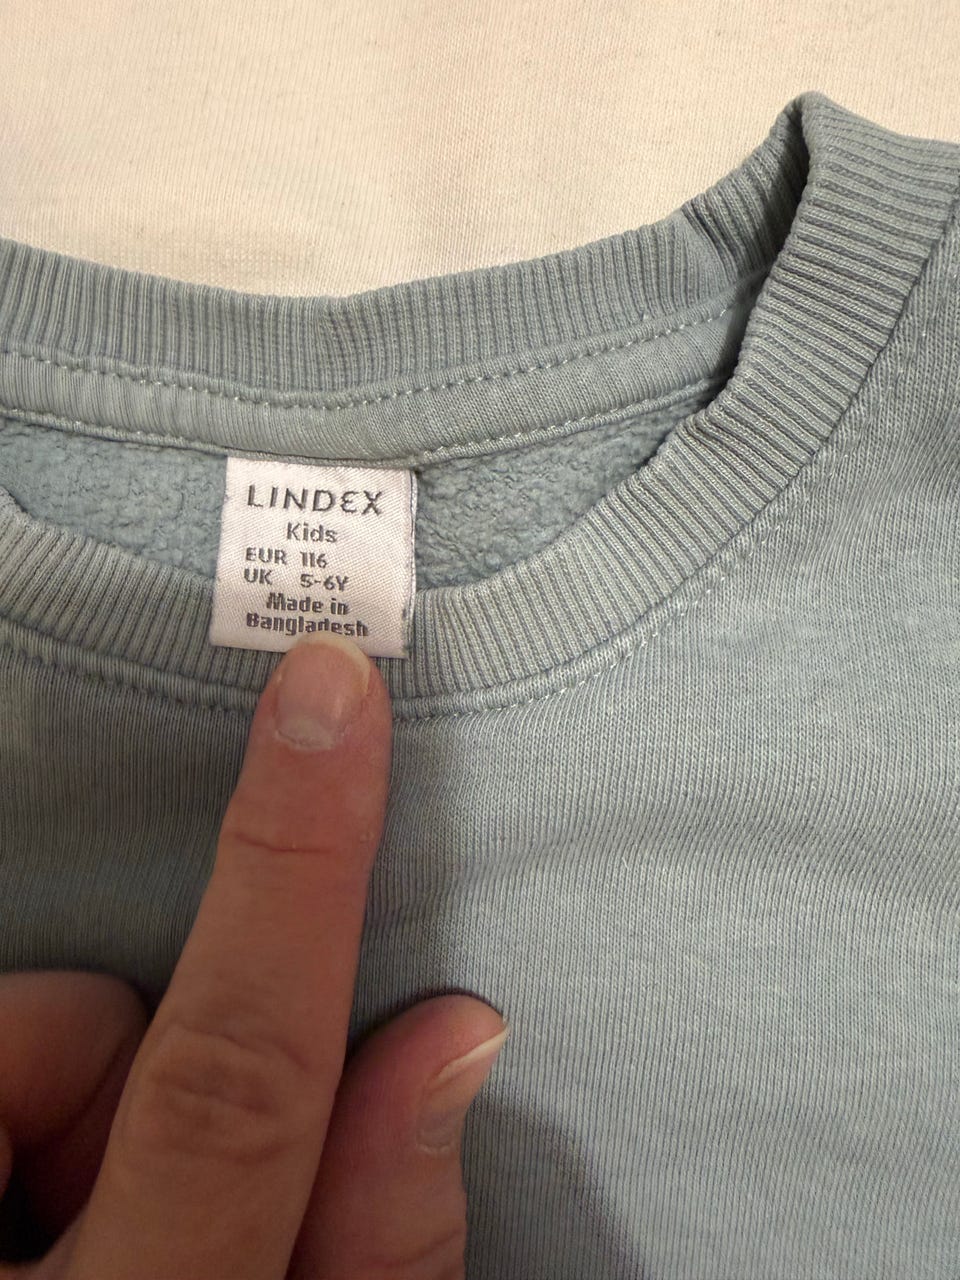 LINDEX
Kids
EUR 116
UK 5-6Y
Made in
Bangladesh